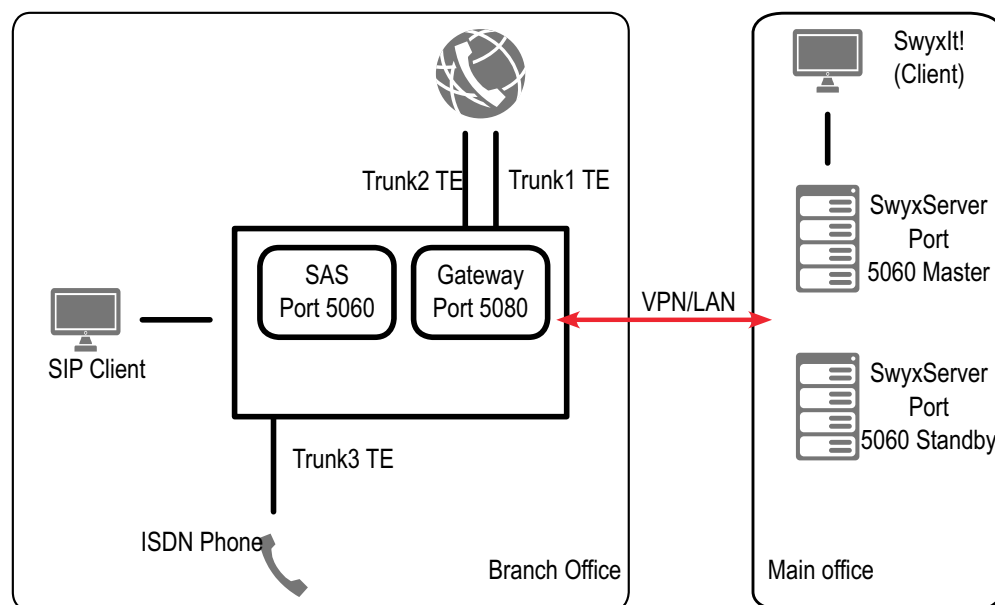 SwyxIt!
(Client)
Trunk2 TE
Trunk1 TE
SwyxServer
Port
5060 Master
SAS
Port 5060
Gateway
Port 5080
VPN/LAN
SIP Client
SwyxServer
Port
5060 Standby
Trunk3 TE
ISDN Phone
Branch Office
Main office